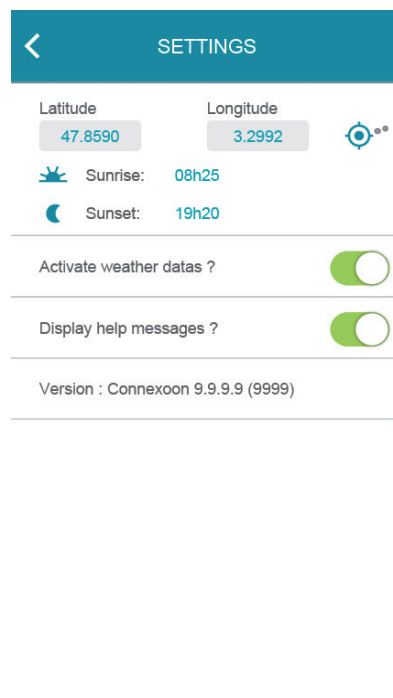 SETTINGS
Latitude Longitude
47.8590 3.2992
Sunrise: 08h25
Sunset: 19h20
Activate weather datas ?
Display help messages ?
Version : Connexoon 9.9.9.9 (9999)